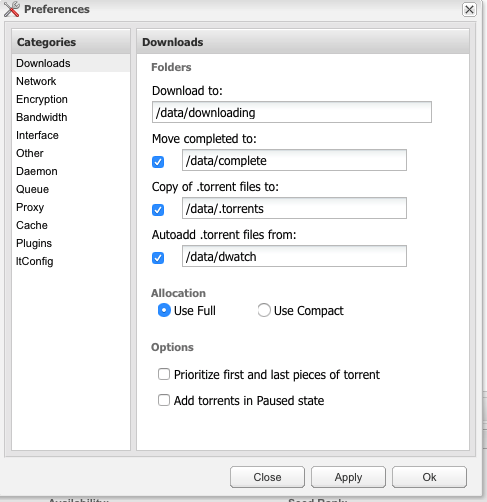 Preferences
Categories
Downloads
Network
Encryption
Bandwidth
Interface
Other
Daemon
Queue
Proxy
Cache
Plugins
ltConfig
Downloads
Folders
Download to:
/data/downloading
Move completed to:
/data/complete
Copy of .torrent files to:
/data/.torrents
Autoadd .torrent files from:
/data/dwatch
Allocation
Use Full Use Compact
Options
Prioritize first and last pieces of torrent
Add torrents in Paused state
Close Apply Ok
Availability: Seed Rank: